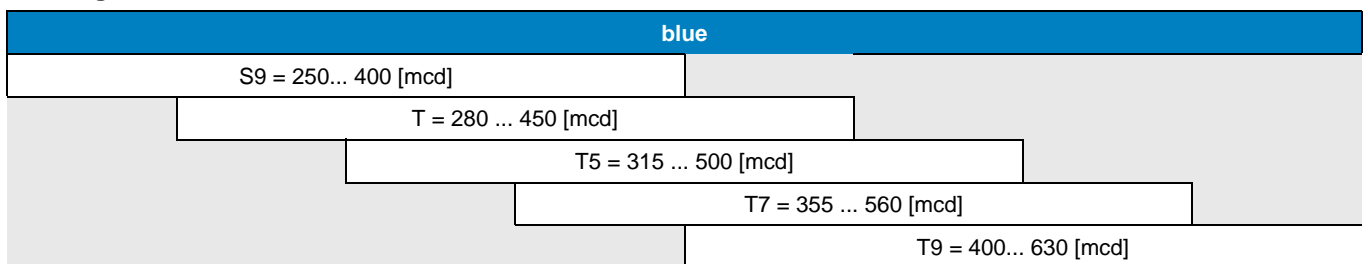 blue
S9 = 250... 400 [mcd]
T = 280 ... 450 [mcd]
T5 = 315 ... 500 [mcd]
T7 = 355 ... 560 [mcd]
T9 = 400... 630 [mcd]